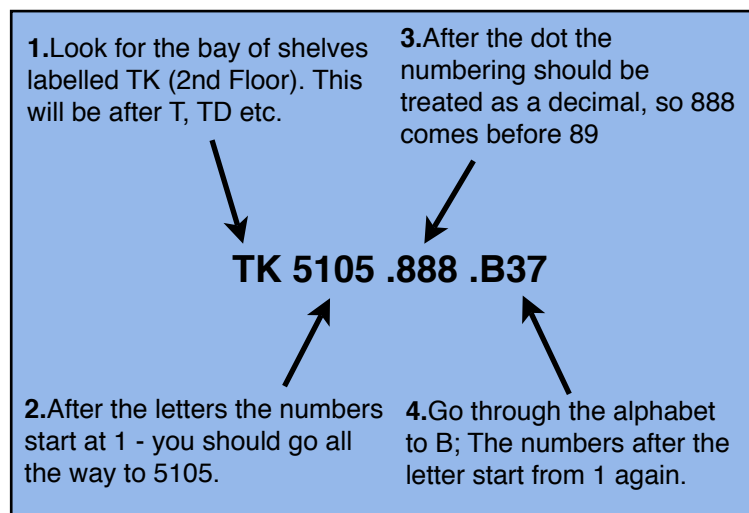 1.Look for the bay of shelves
labelled TK (2nd Floor). This
will be after T, TD etc.
3.After the dot the
numbering should be
treated as a decimal, so 888
comes before 89
TK 5105 .888 .B37
2.After the letters the numbers
start at 1 - you should go all
the way to 5105.
4.Go through the alphabet
to B; The numbers after the
letter start from 1 again.